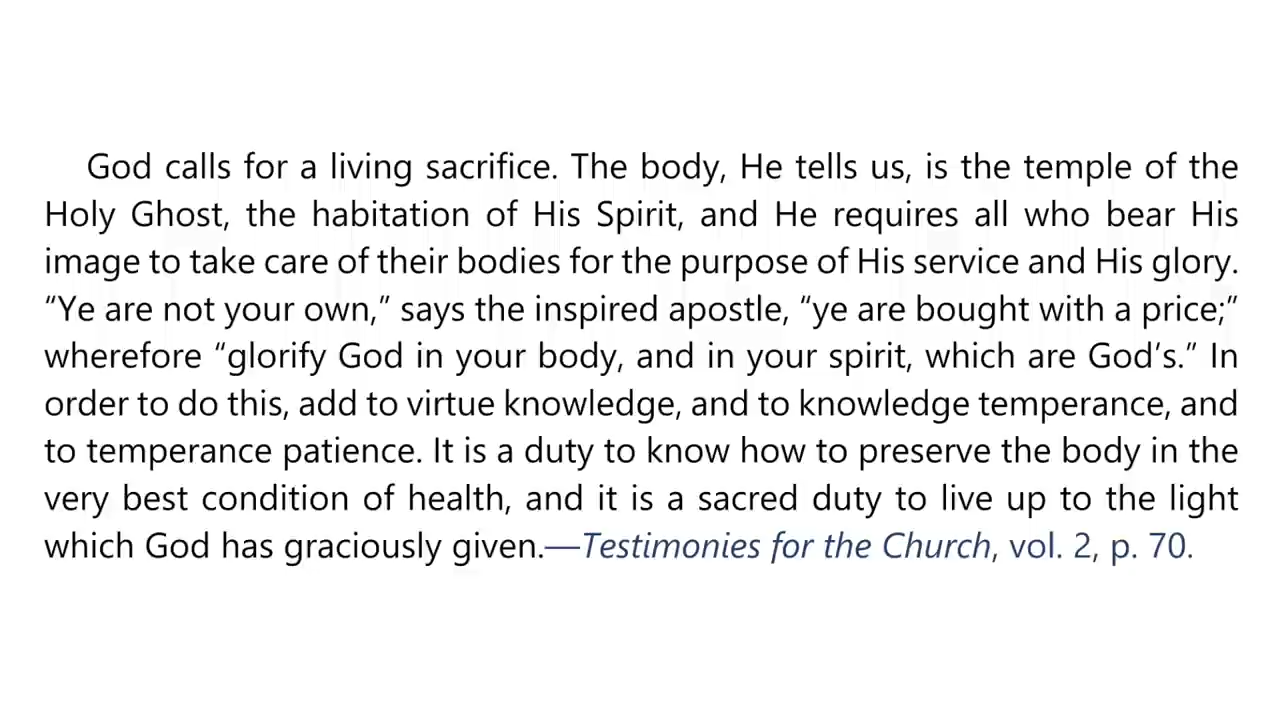 God calls for a living sacrifice. The body, He tells us, is the temple of the
Holy Ghost, the habitation of His Spirit, and He requires all who bear His
image to take care of their bodies for the purpose of His service and His glory.
“Ye are not your own,” says the inspired apostle, “ye are bought with a price;”
wherefore “glorify God in your body, and in your spirit, which are God’s.” In
order to do this, add to virtue knowledge, and to knowledge temperance, and
to temperance patience. It is a duty to know how to preserve the body in the
very best condition of health, and it is a sacred duty to live up to the light
which God has graciously given.—Testimonies for the Church, vol. 2, p. 70.